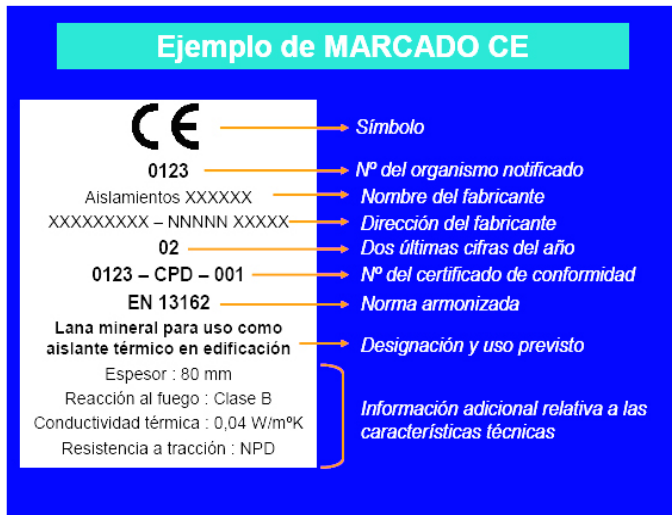 Ejemplo de MARCADO CE
CE
Símbolo
0123
Nº del organismo notificado
Aislamientos XXXXXX
Nombre del fabricante
XXXXXXXXX – NNNNN XXXXX
Dirección del fabricante
02
Dos últimas cifras del año
0123 – CPD – 001
Nº del certificado de conformidad
EN 13162
Norma armonizada
Lana mineral para uso como
aislante térmico en edificación
Designación y uso previsto
Espesor : 80 mm
Reacción al fuego : Clase B
Conductividad térmica : 0,04 W/mºK
Resistencia a tracción : NPD
Información adicional relativa a las
características técnicas